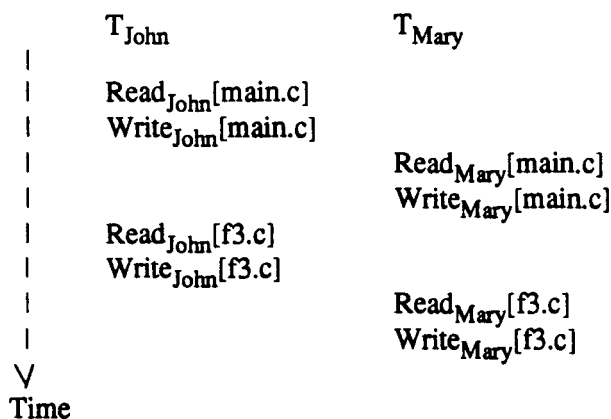 T_John T_Mary
Read_John[main.c]
Write_John[main.c]
Read_Mary[main.c]
Write_Mary[main.c]
Read_John[f3.c]
Write_John[f3.c]
Read_Mary[f3.c]
Write_Mary[f3.c]
Time